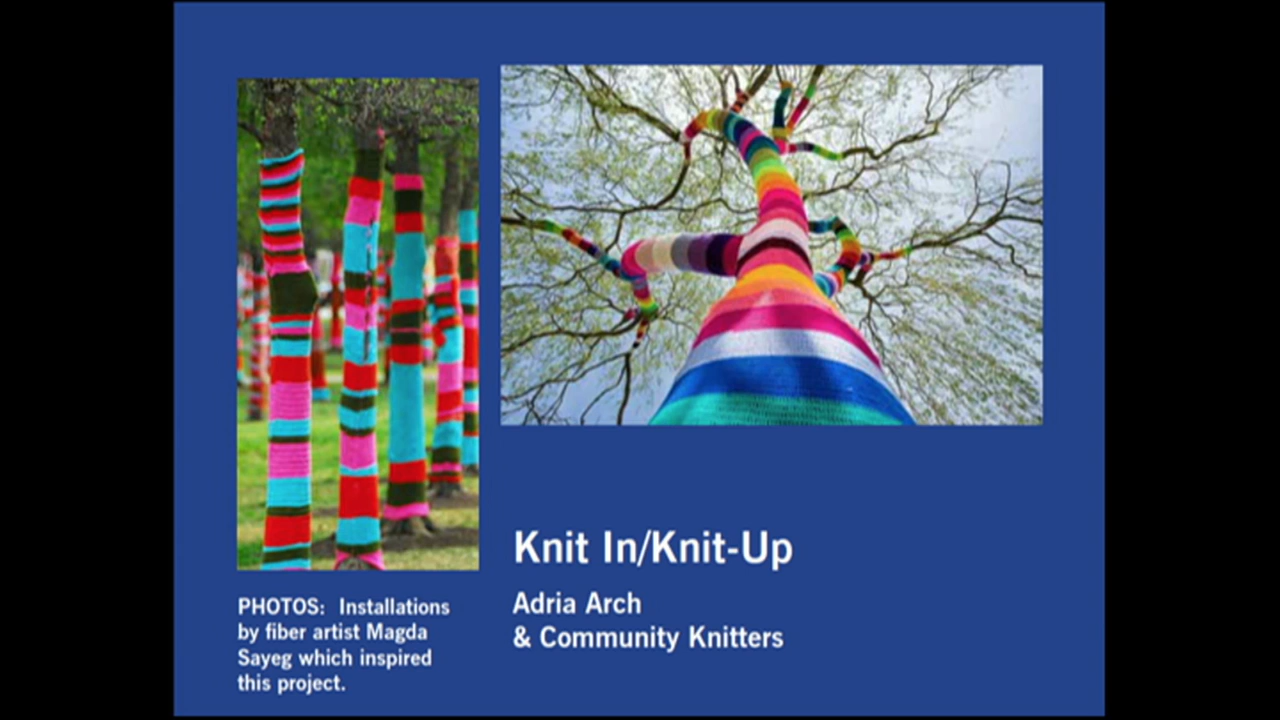 Knit In/Knit-Up
Adria Arch
& Community Knitters
PHOTOS: Installations
by fiber artist Magda
Sayeg which inspired
this project.